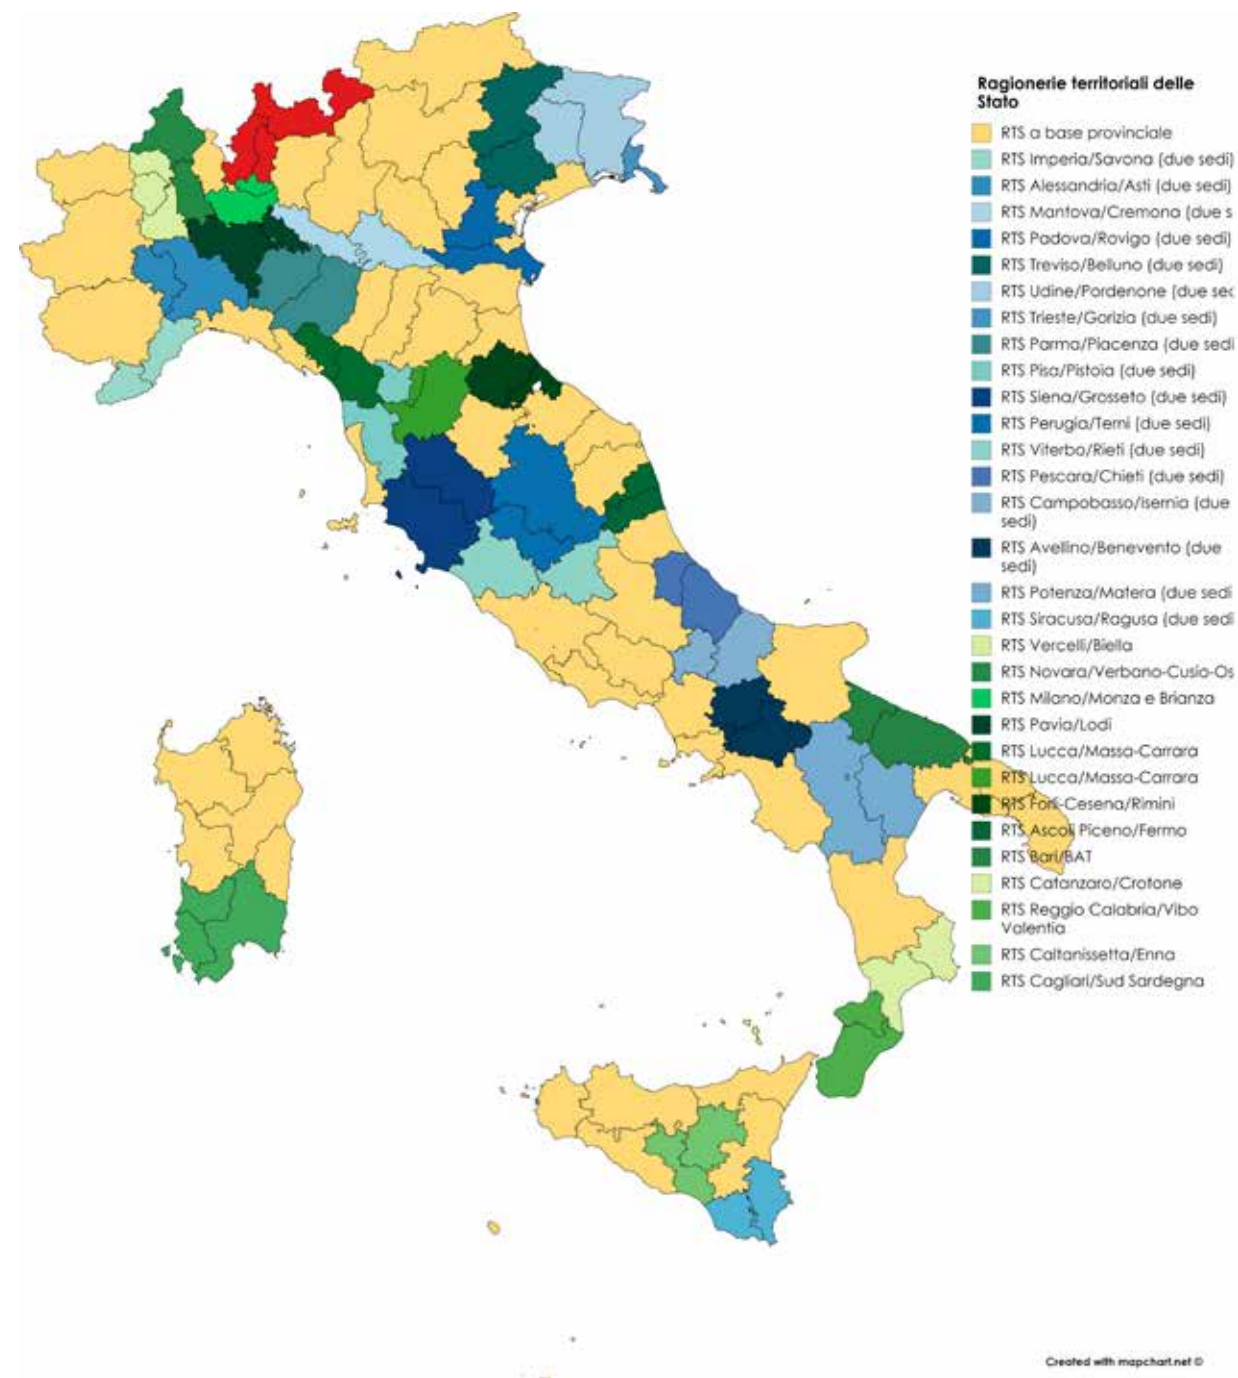 Ragionerie territoriali delle
Stato
RTS a base provinciale
RTS Imperia/Savona (due sedi)
RTS Alessandria/Asti (due sedi)
RTS Mantova/Cremona (due s
RTS Padova/Rovigo (due sedi)
RTS Treviso/Belluno (due sedi)
RTS Udine/Pordenone (due sec
RTS Trieste/Gorizia (due sedi)
RTS Parma/Piacenza (due sedi
RTS Pisa/Pistoia (due sedi)
RTS Siena/Grosseto (due sedi)
RTS Perugia/Terni (due sedi)
RTS Viterbo/Rieti (due sedi)
RTS Pescara/Chieti (due sedi)
RTS Campobasso/Isernia (due
sedi)
RTS Avellino/Benevento (due
sedi)
RTS Potenza/Matera (due sedi
RTS Siracusa/Ragusa (due sedi
RTS Vercelli/Biella
RTS Novara/Verbano-Cusio-Os
RTS Milano/Monza e Brianza
RTS Pavia/Lodi
RTS Lucca/Massa-Carrara
RTS Lucca/Massa-Carrara
RTS Forlì-Cesena/Rimini
RTS Ascoli Piceno/Fermo
RTS Bari/BAT
RTS Catanzaro/Crotone
RTS Reggio Calabria/Vibo
Valentia
RTS Caltanissetta/Enna
RTS Cagliari/Sud Sardegna
Created with mapchart.net ©